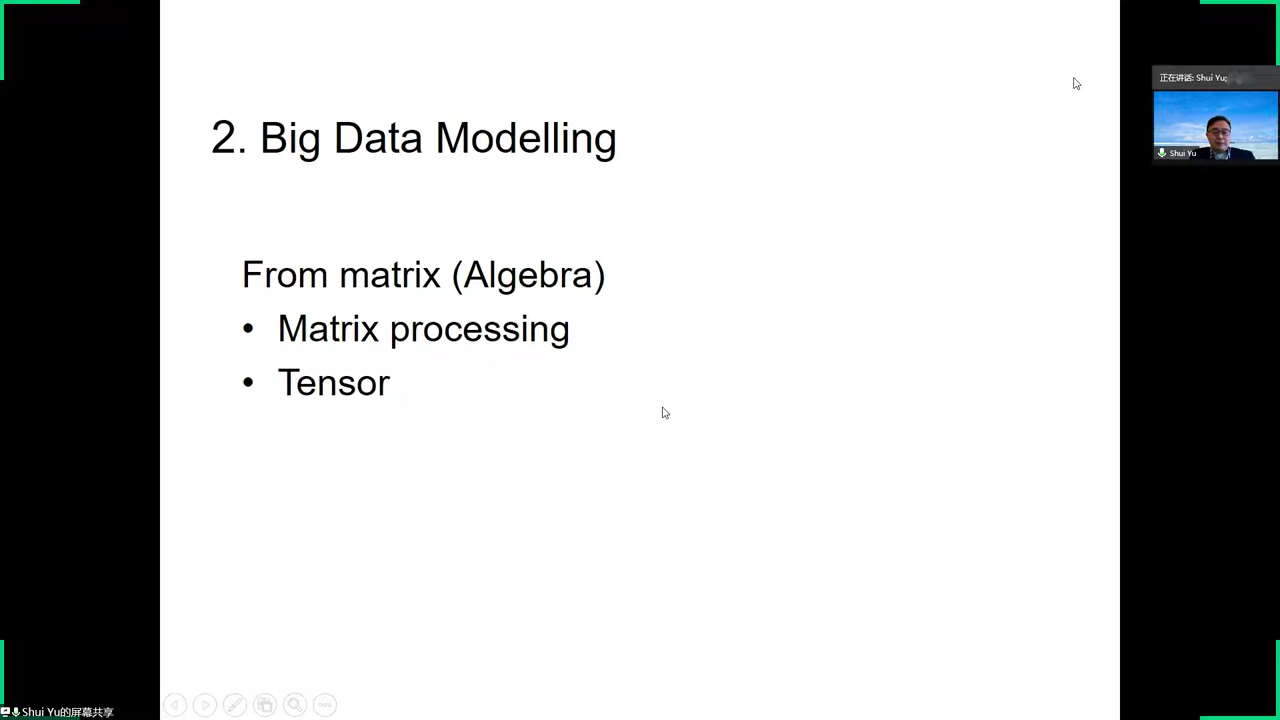 2. Big Data Modelling
From matrix (Algebra)
• Matrix processing
• Tensor
正在讲话: Shui Yu;
Shui Yu
Shui Yu的屏幕共享